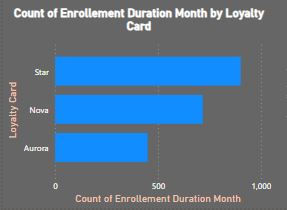 Count of Enrollement Duration Month by Loyalty
Card
Loyalty Card
Star
Nova
Aurora
0 500 1,000
Count of Enrollement Duration Month